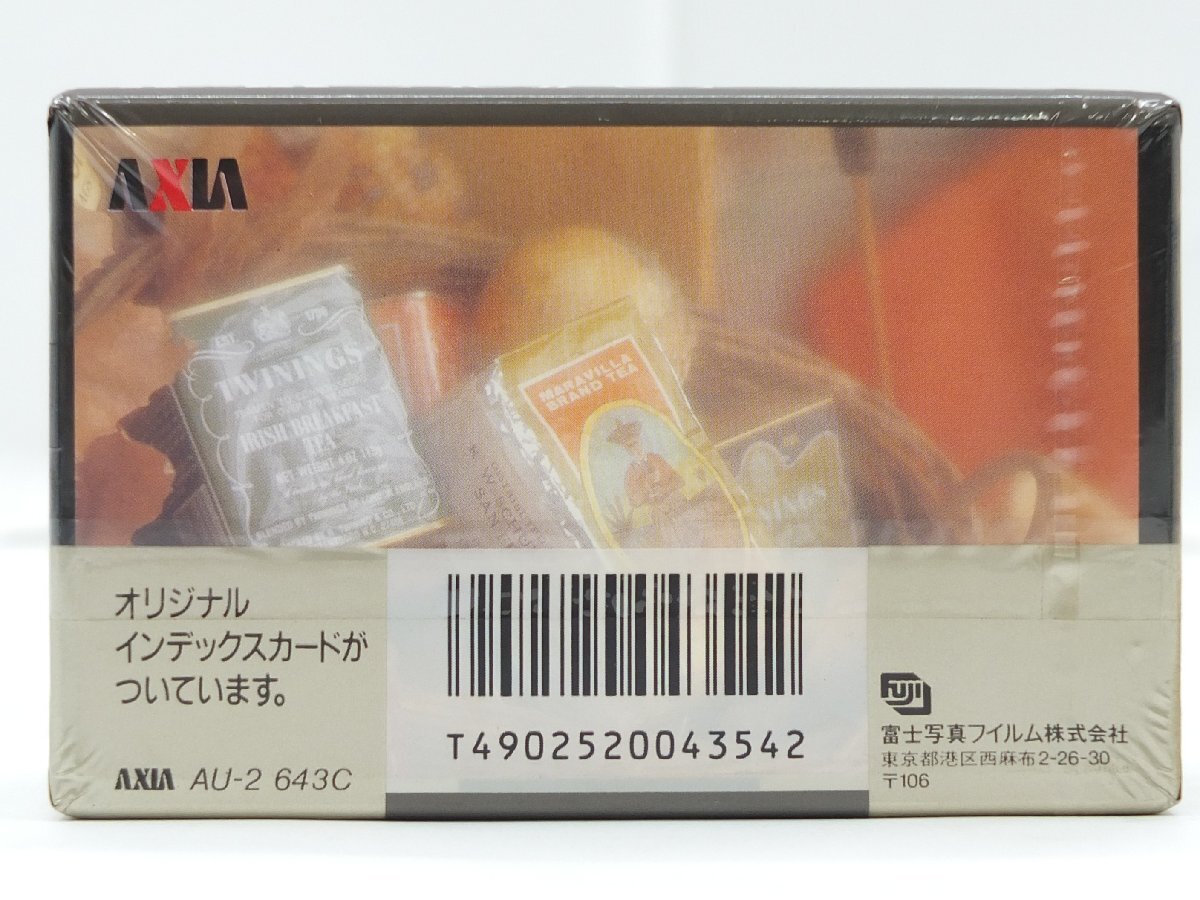 AXIA
EST 1706
TWININGS
IRISH BREAKFAST
TEA
MARAVILLA
BRAND TEA
オリジナル
インデックスカードが
ついています。
AXIA AU-2 643C
T4902520043542
FUJI
富士写真フイルム株式会社
東京都港区西麻布2-26-30
〒106